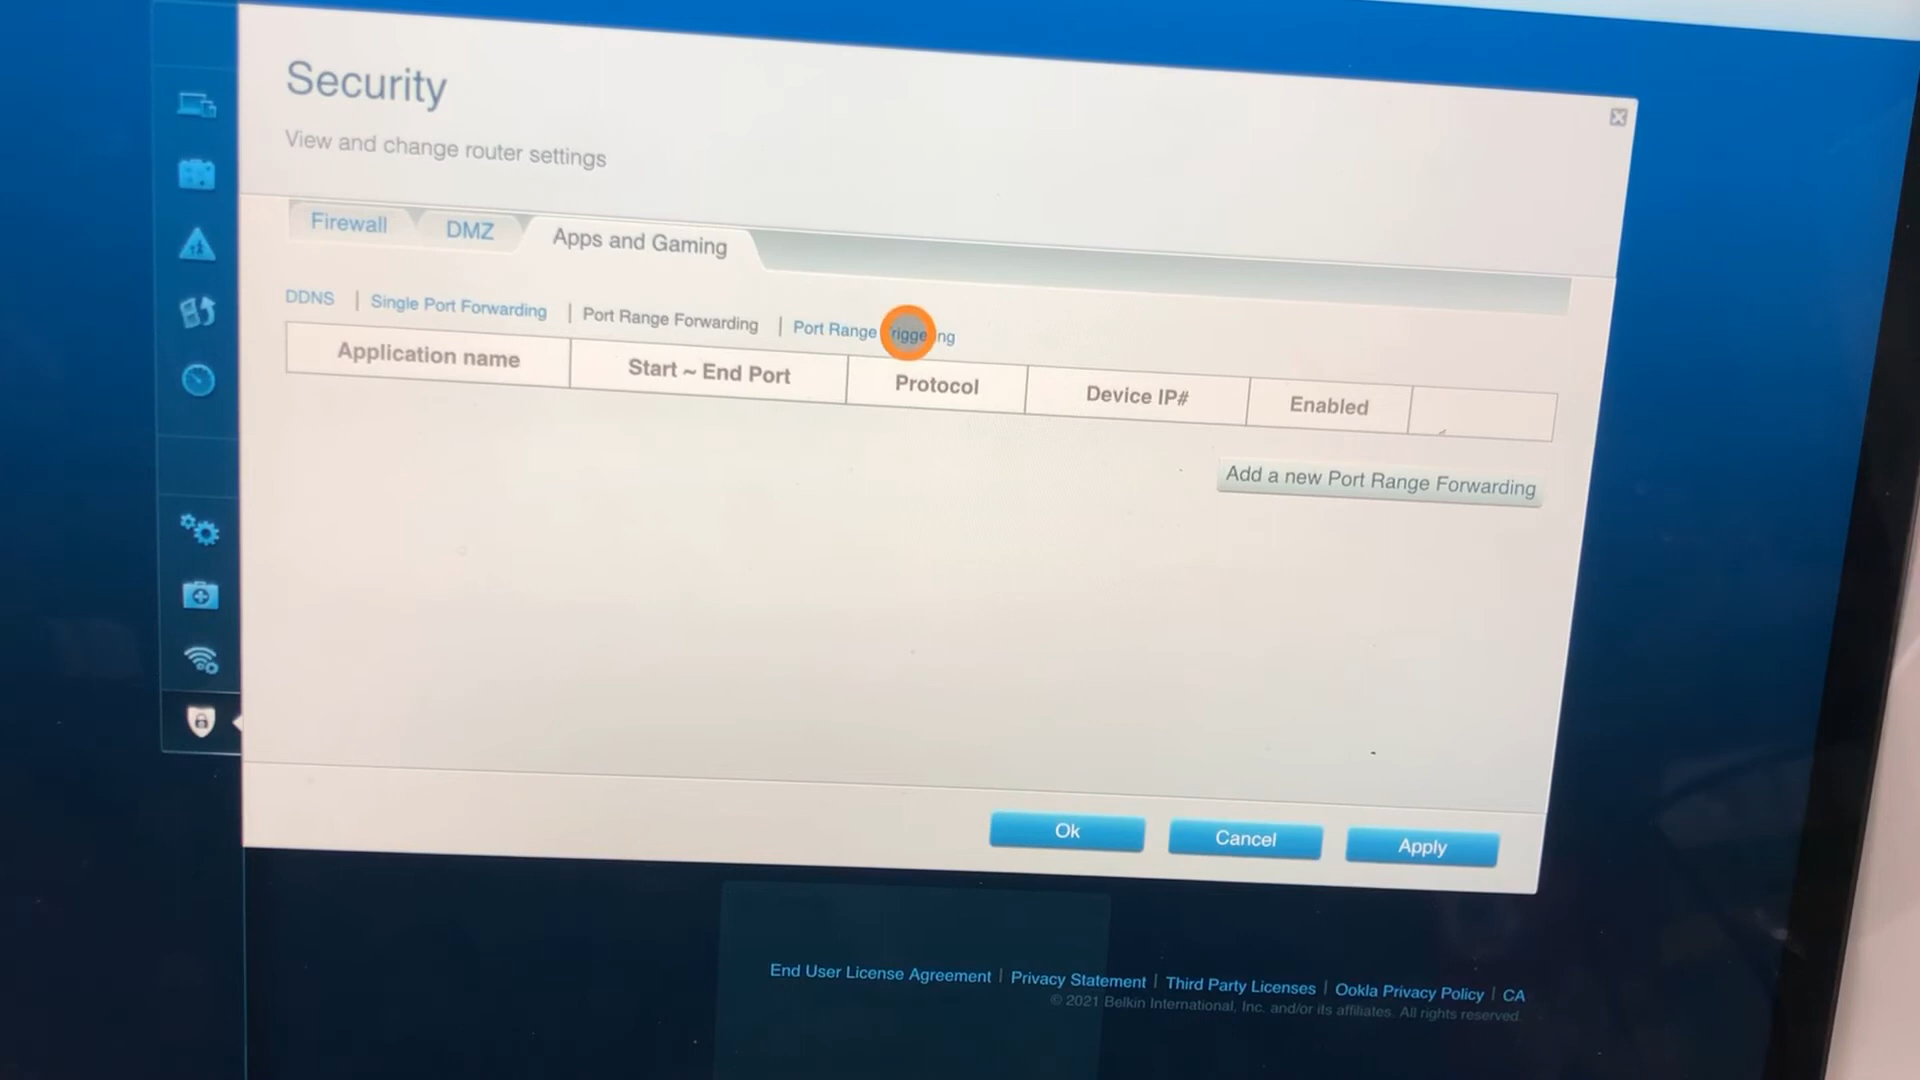 Security
View and change router settings
Firewall DMZ Apps and Gaming
DDNS | Single Port Forwarding | Port Range Forwarding | Port Range Triggering
Application name Start ~ End Port Protocol Device IP# Enabled
Add a new Port Range Forwarding
Ok Cancel Apply
End User License Agreement | Privacy Statement | Third Party Licenses | Ookla Privacy Policy | CA
© 2021 Belkin International, Inc. and/or its affiliates. All rights reserved.